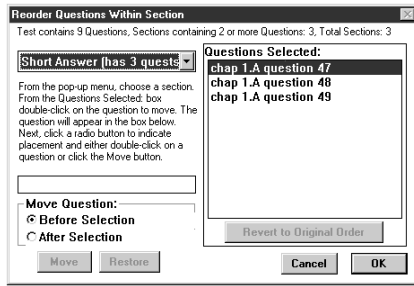 Reorder Questions Within Section
Test contains 9 Questions, Sections containing 2 or more Questions: 3, Total Sections: 3
Short Answer (has 3 quests
From the pop-up menu, choose a section.
From the Questions Selected: box
double-click on the question to move. The
question will appear in the box below.
Next, click a radio button to indicate
placement and either double-click on a
question or click the Move button.
Move Question:
Before Selection
After Selection
Move Restore
Questions Selected:
chap 1.A question 47
chap 1.A question 48
chap 1.A question 49
Revert to Original Order
Cancel OK